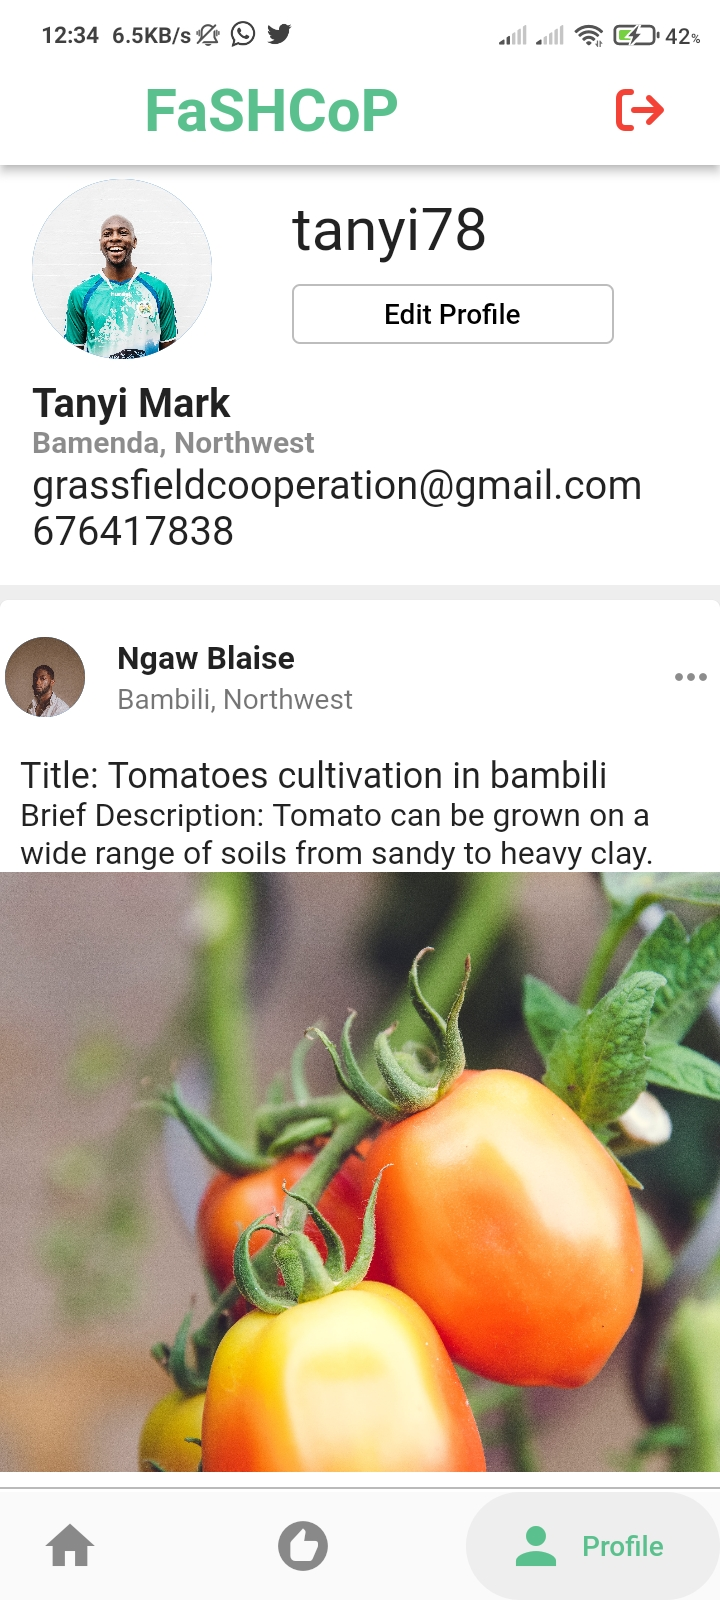 12:34 6.5KB/s 42%
FaSHCoP
tanyi78
Edit Profile
Tanyi Mark
Bamenda, Northwest
grassfieldcooperation@gmail.com
676417838
Ngaw Blaise
Bambili, Northwest
Title: Tomatoes cultivation in bambili
Brief Description: Tomato can be grown on a
wide range of soils from sandy to heavy clay.
Profile